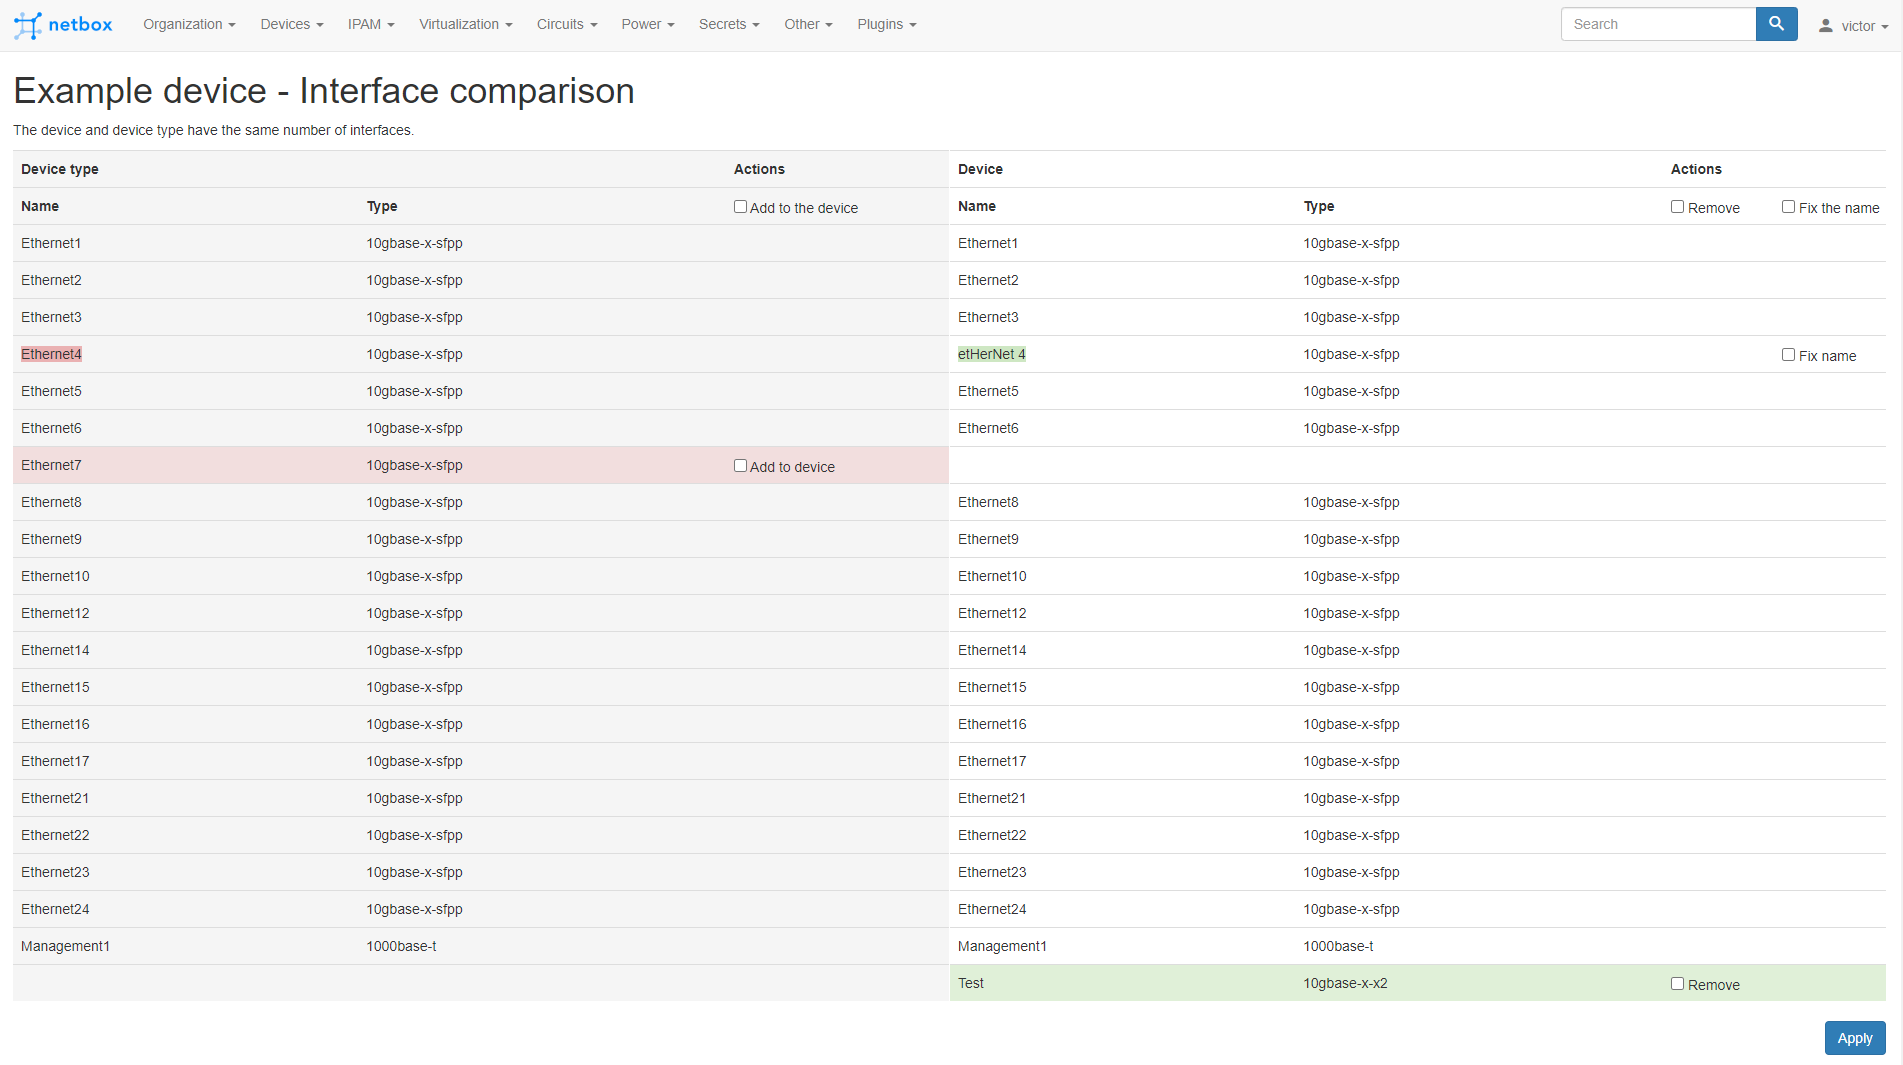 netbox Organization Devices IPAM Virtualization Circuits Power Secrets Other Plugins Search victor
Example device - Interface comparison
The device and device type have the same number of interfaces.
Device type Actions Device Actions
Name Type Add to the device Name Type Remove Fix the name
Ethernet1 10gbase-x-sfpp Ethernet1 10gbase-x-sfpp
Ethernet2 10gbase-x-sfpp Ethernet2 10gbase-x-sfpp
Ethernet3 10gbase-x-sfpp Ethernet3 10gbase-x-sfpp
Ethernet4 10gbase-x-sfpp etHerNet 4 10gbase-x-sfpp Fix name
Ethernet5 10gbase-x-sfpp Ethernet5 10gbase-x-sfpp
Ethernet6 10gbase-x-sfpp Ethernet6 10gbase-x-sfpp
Ethernet7 10gbase-x-sfpp Add to device
Ethernet8 10gbase-x-sfpp Ethernet8 10gbase-x-sfpp
Ethernet9 10gbase-x-sfpp Ethernet9 10gbase-x-sfpp
Ethernet10 10gbase-x-sfpp Ethernet10 10gbase-x-sfpp
Ethernet12 10gbase-x-sfpp Ethernet12 10gbase-x-sfpp
Ethernet14 10gbase-x-sfpp Ethernet14 10gbase-x-sfpp
Ethernet15 10gbase-x-sfpp Ethernet15 10gbase-x-sfpp
Ethernet16 10gbase-x-sfpp Ethernet16 10gbase-x-sfpp
Ethernet17 10gbase-x-sfpp Ethernet17 10gbase-x-sfpp
Ethernet21 10gbase-x-sfpp Ethernet21 10gbase-x-sfpp
Ethernet22 10gbase-x-sfpp Ethernet22 10gbase-x-sfpp
Ethernet23 10gbase-x-sfpp Ethernet23 10gbase-x-sfpp
Ethernet24 10gbase-x-sfpp Ethernet24 10gbase-x-sfpp
Management1 1000base-t Management1 1000base-t
Test 10gbase-x-x2 Remove
Apply